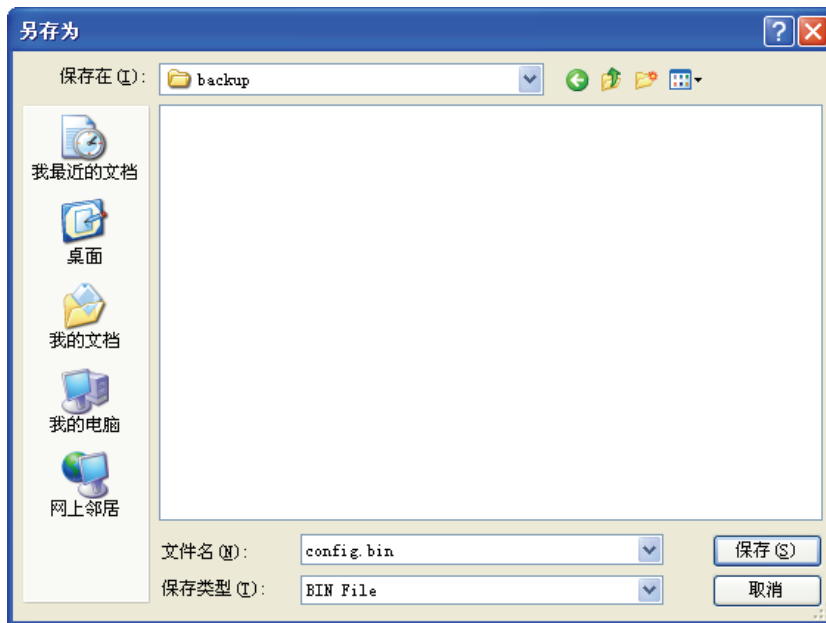 另存为
保存在(I):
backup
我最近的文档
桌面
我的文档
我的电脑
网上邻居
文件名(N):
config.bin
保存(S)
保存类型(T):
BIN File
取消